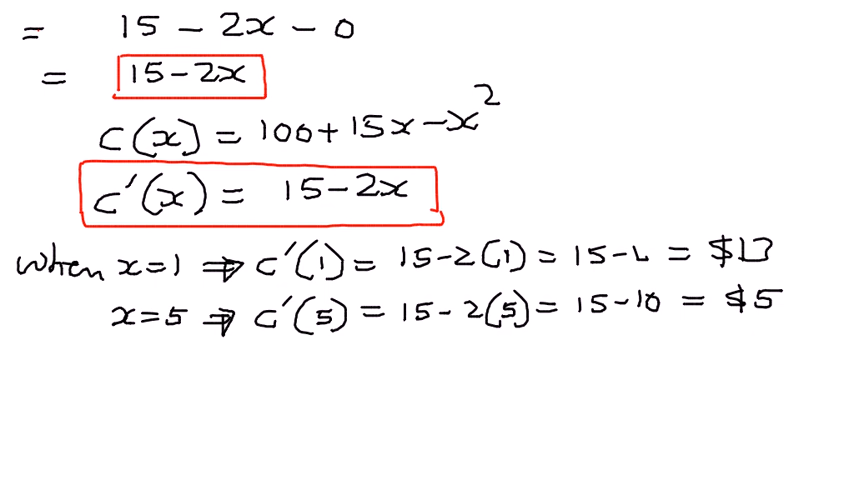 = 15 - 2x - 0
= 15 - 2x
C(x) = 100 + 15x - x²
C'(x) = 15 - 2x
when x=1 ⇒ C'(1) = 15 - 2(1) = 15 - = $13
x=5 ⇒ C'(5) = 15 - 2(5) = 15 - 10 = $5